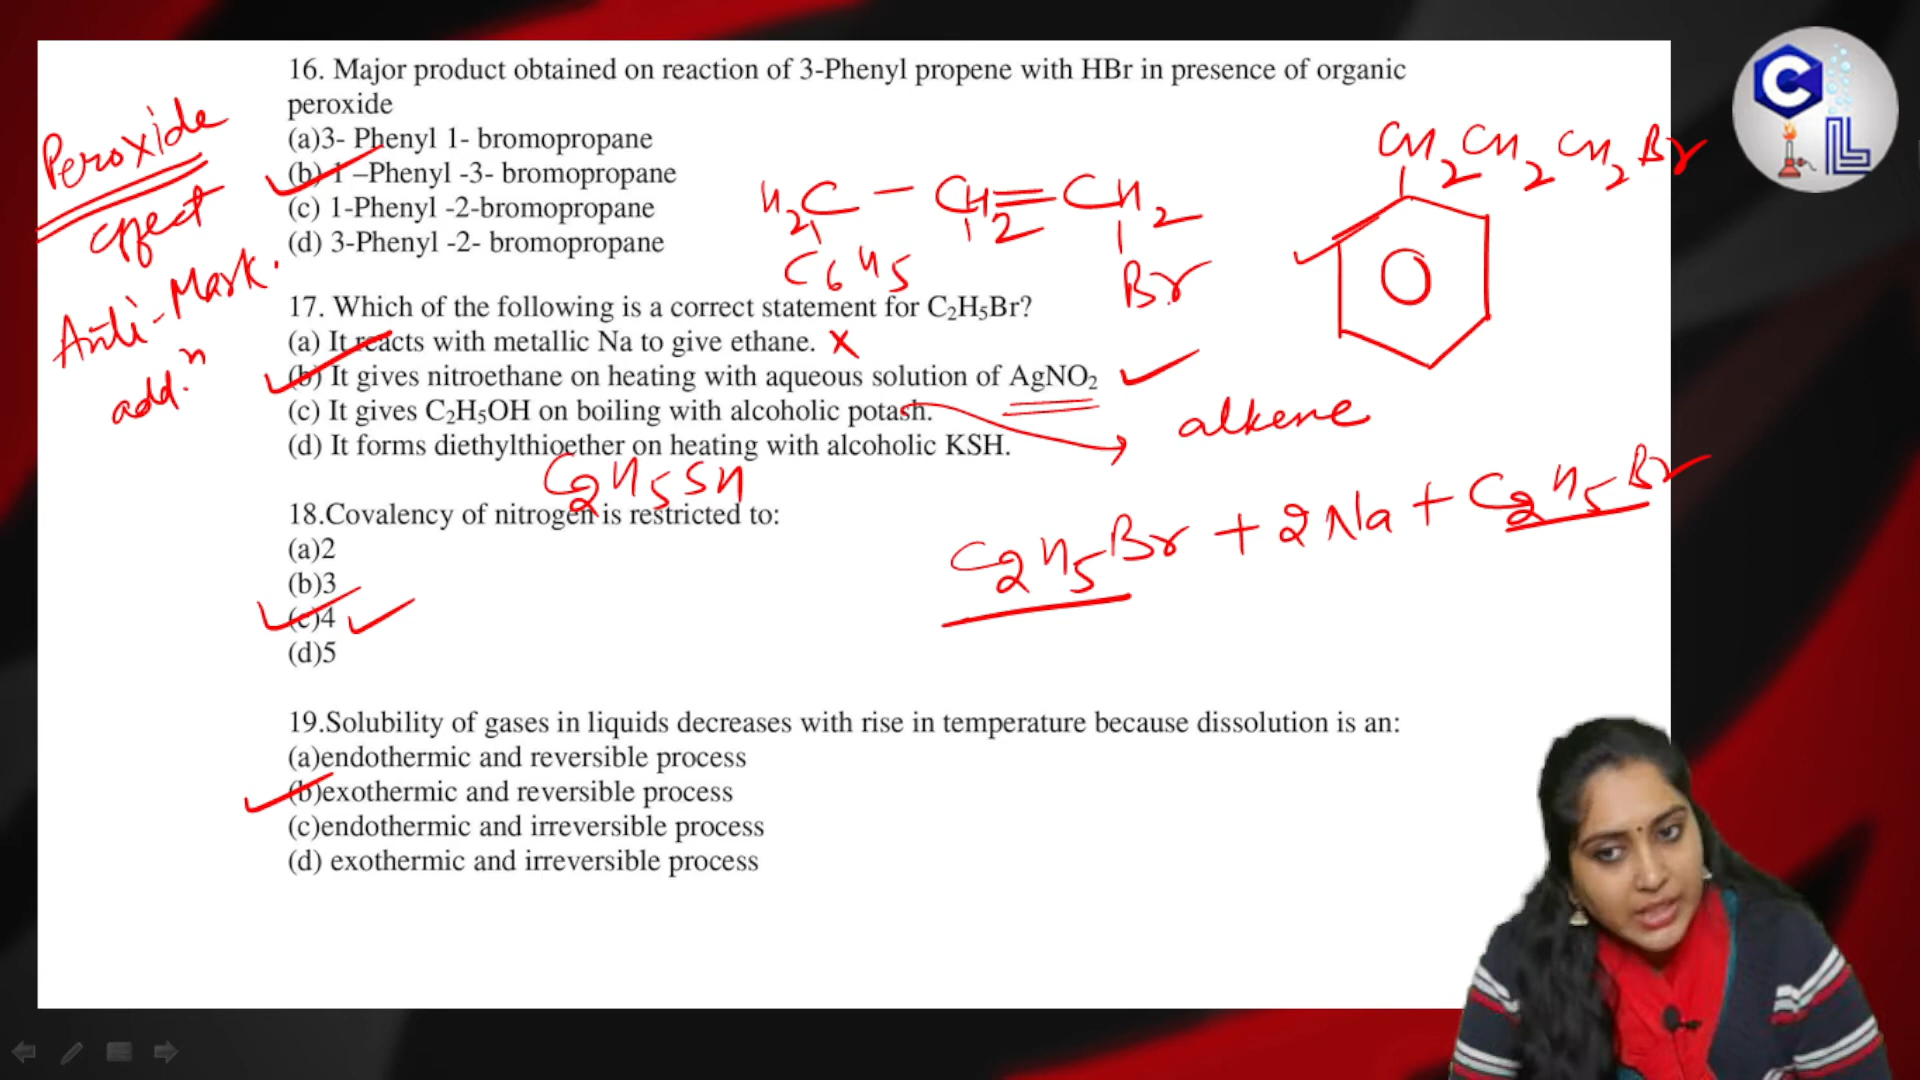 16. Major product obtained on reaction of 3-Phenyl propene with HBr in presence of organic
peroxide
(a)3- Phenyl 1- bromopropane
(b) 1 –Phenyl -3- bromopropane
(c) 1-Phenyl -2-bromopropane
(d) 3-Phenyl -2- bromopropane
17. Which of the following is a correct statement for C₂H₅Br?
(a) It reacts with metallic Na to give ethane. X
(b) It gives nitroethane on heating with aqueous solution of AgNO₂
(c) It gives C₂H₅OH on boiling with alcoholic potash.
(d) It forms diethylthioether on heating with alcoholic KSH.
18.Covalency of nitrogen is restricted to:
(a)2
(b)3
(c)4
(d)5
19.Solubility of gases in liquids decreases with rise in temperature because dissolution is an:
(a)endothermic and reversible process
(b)exothermic and reversible process
(c)endothermic and irreversible process
(d) exothermic and irreversible process
Peroxide
effect
Anti-Mark.
add.ⁿ
H₂C – CH₂ = CH₂
C₆H₅
Br
CH₂CH₂CH₂Br
alkene
C₂H₅SH
C₂H₅Br + 2Na + C₂H₅Br
C
L